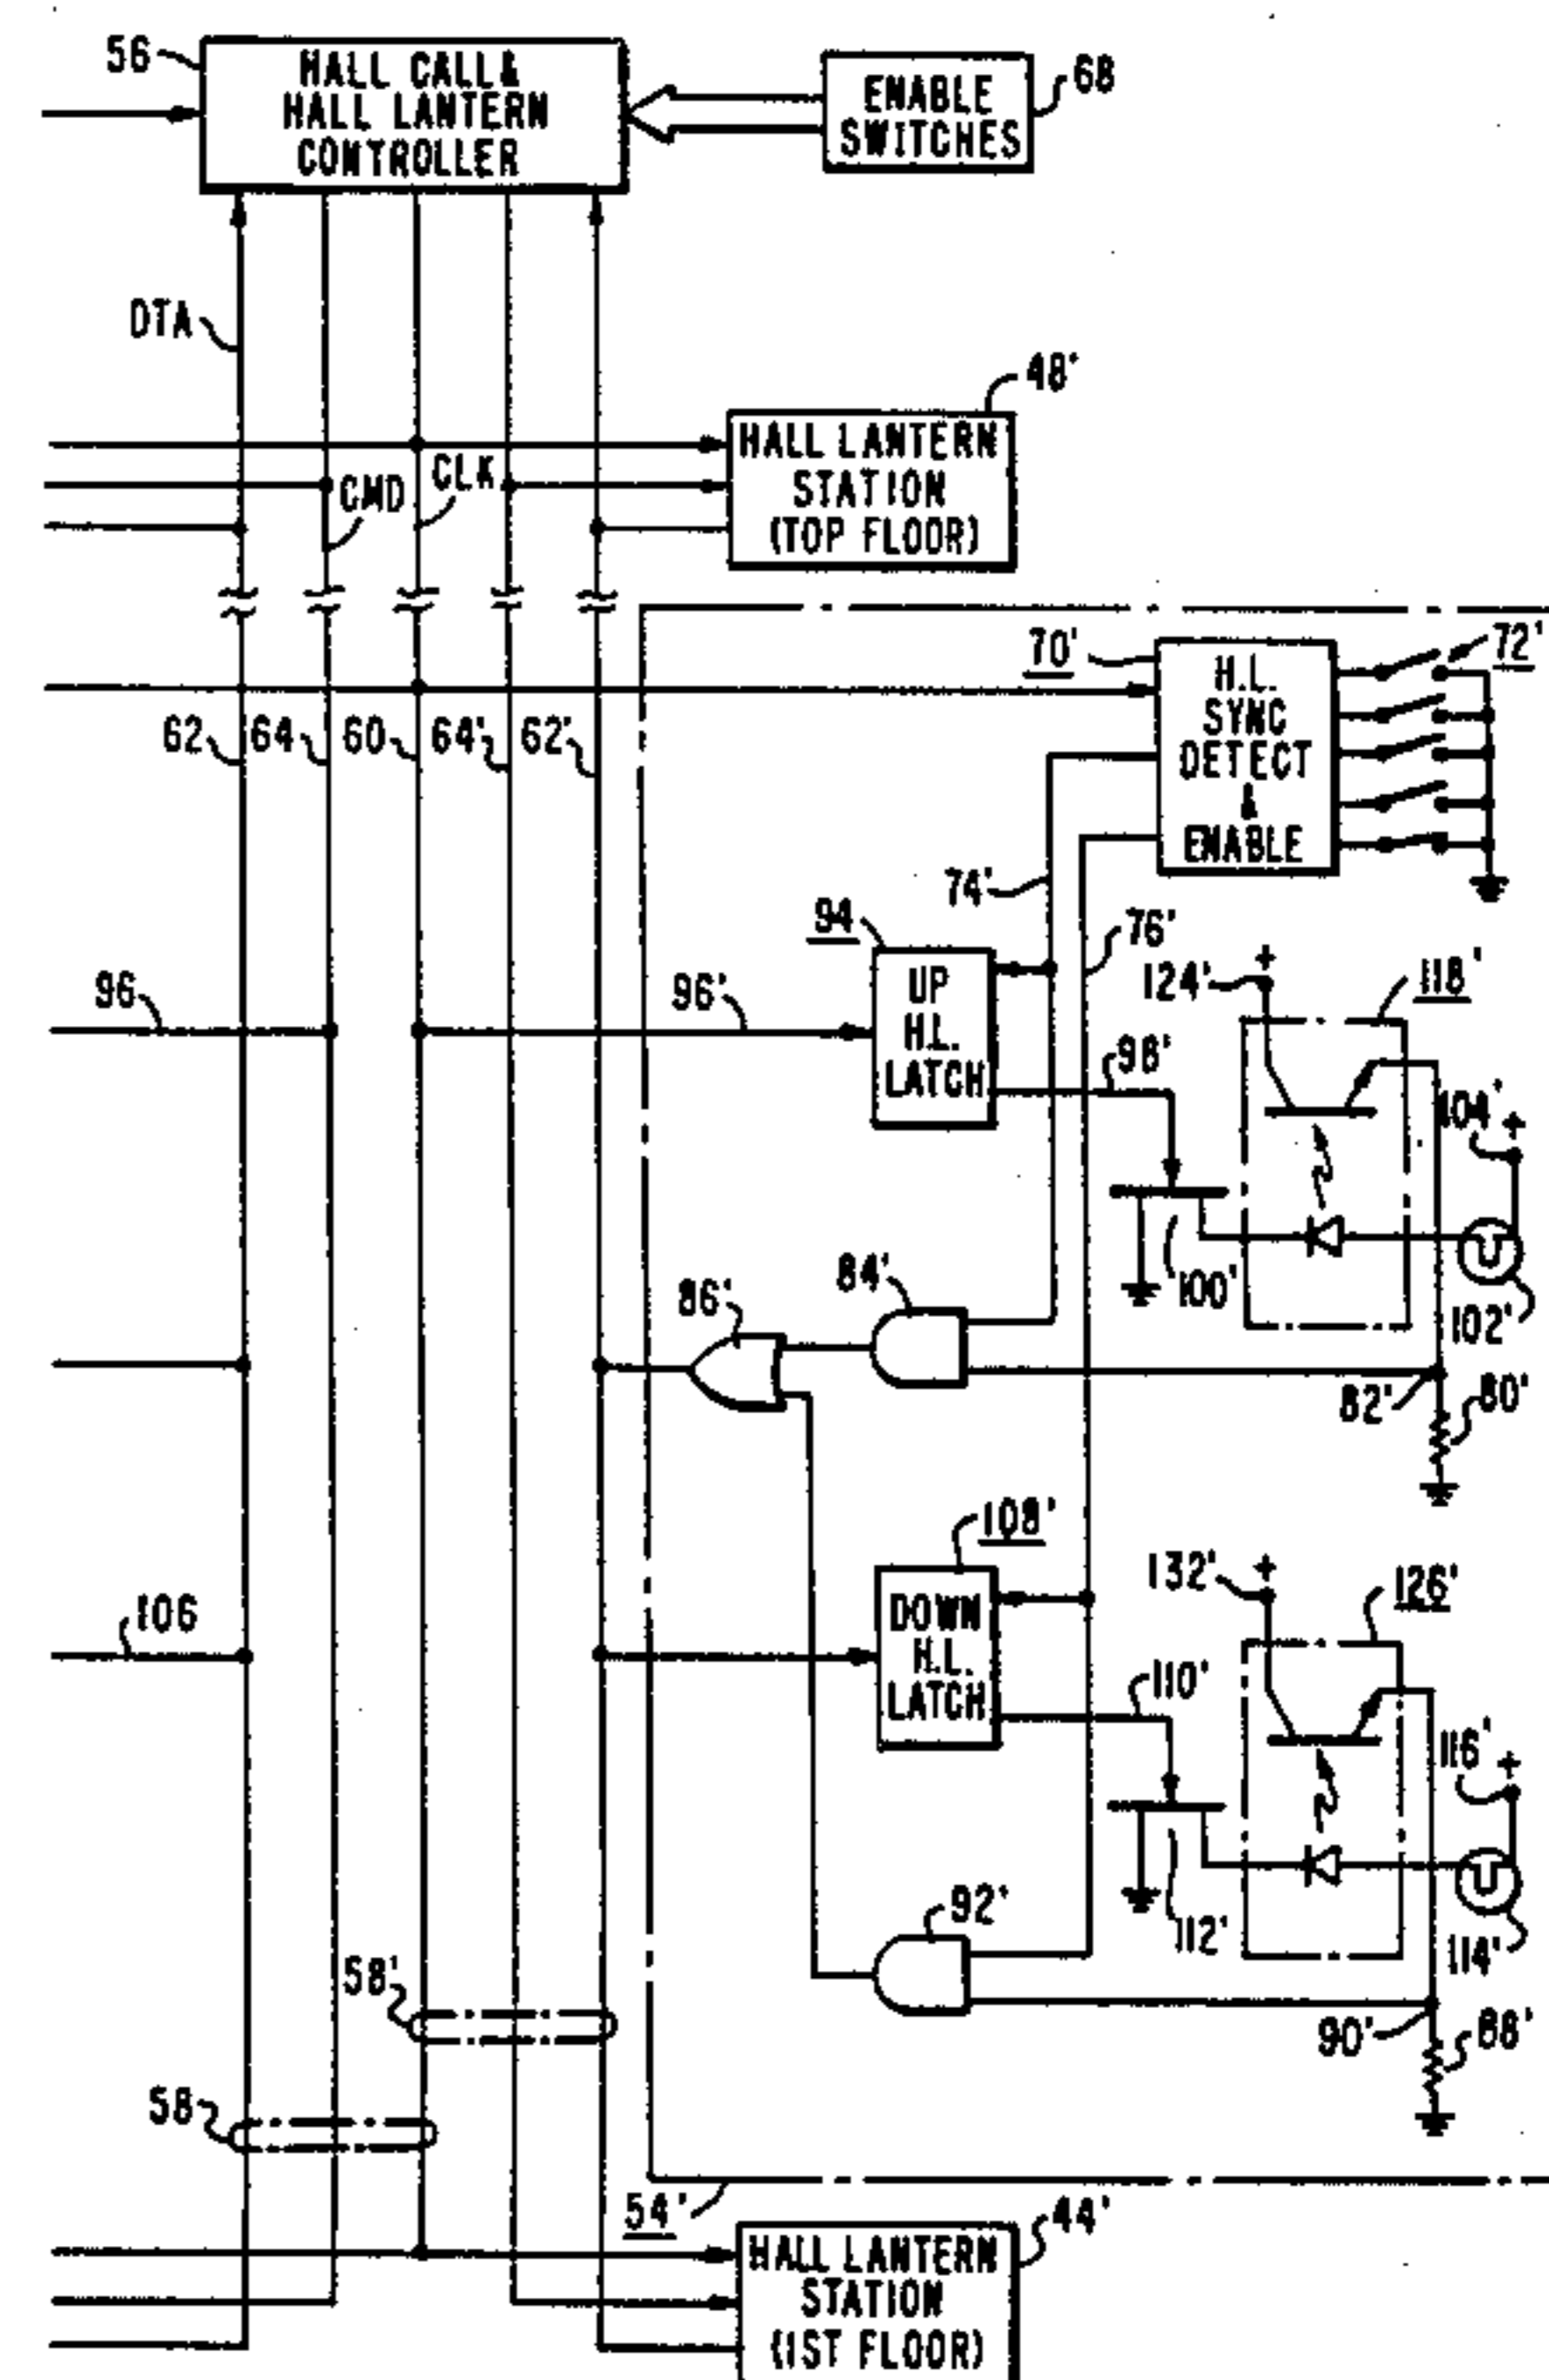 56
HALL CALL&
HALL LANTERN
CONTROLLER
ENABLE
SWITCHES
68
DTA
48'
HALL LANTERN
STATION
(TOP FLOOR)
CMD
CLK
70'
H.L.
SYNC
DETECT
&
ENABLE
72'
62
64
60
64'
62'
74'
76'
94
UP
H.L.
LATCH
96
96'
98'
124'
+
118'
104'
+
100'
102'
84'
86'
82'
80'
108'
DOWN
H.L.
LATCH
106
110'
132'
+
126'
116'
+
112'
114'
92'
90'
88'
58'
58
54'
44'
HALL LANTERN
STATION
(1ST FLOOR)